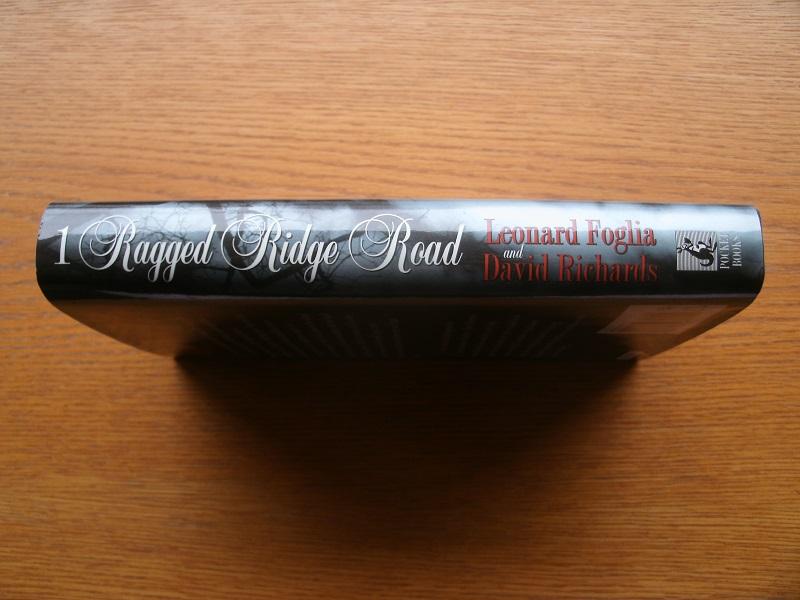 1 Ragged Ridge Road
Leonard Foglia
and
David Richards
POCKET
BOOKS